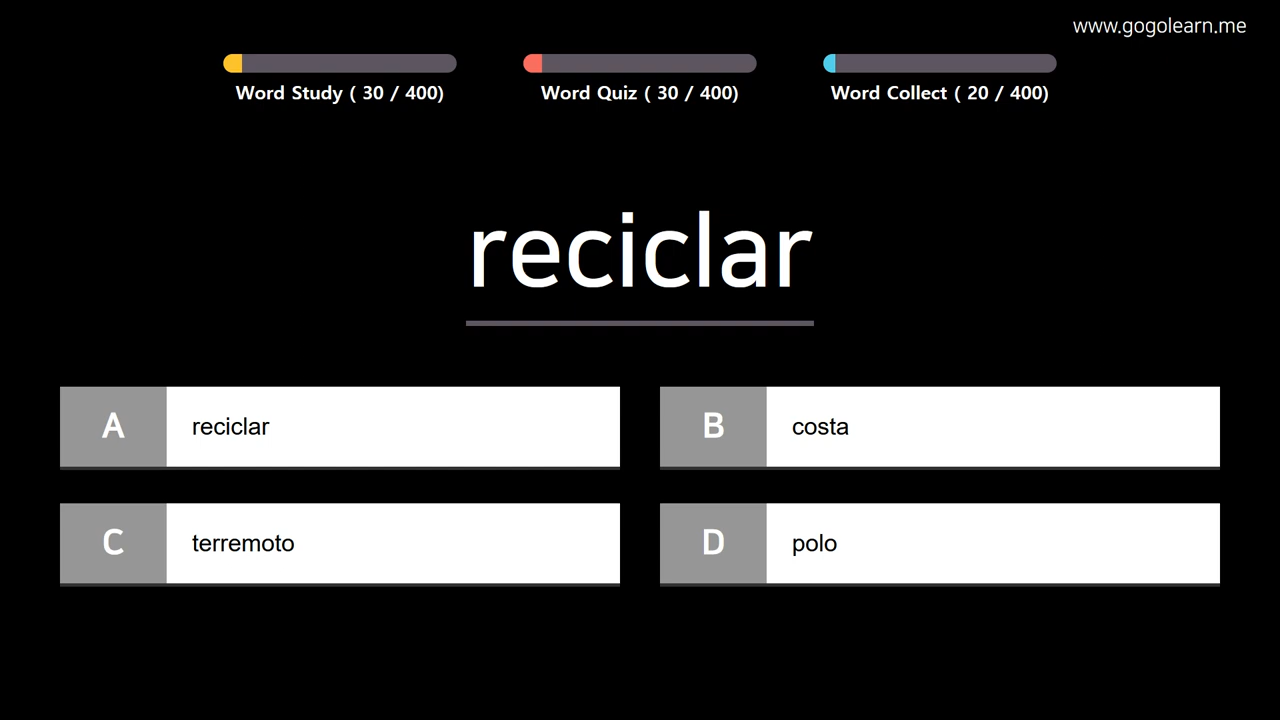 www.gogolearn.me
Word Study ( 30 / 400)
Word Quiz ( 30 / 400)
Word Collect ( 20 / 400)
reciclar
A reciclar
B costa
C terremoto
D polo